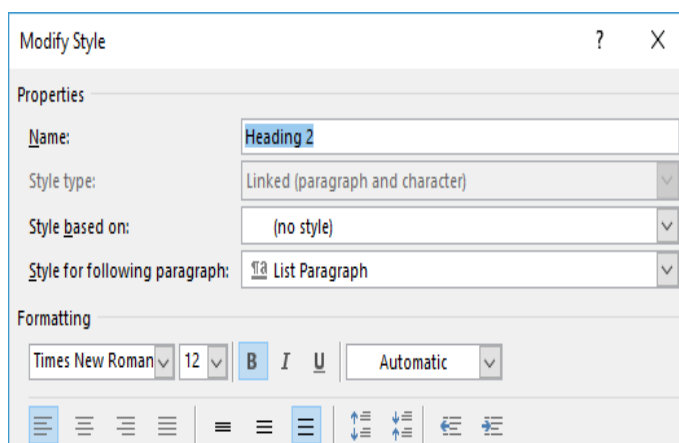 Modify Style ? X
Properties
Name: Heading 2
Style type: Linked (paragraph and character)
Style based on: (no style)
Style for following paragraph: ¶a List Paragraph
Formatting
Times New Roman 12 B I U Automatic